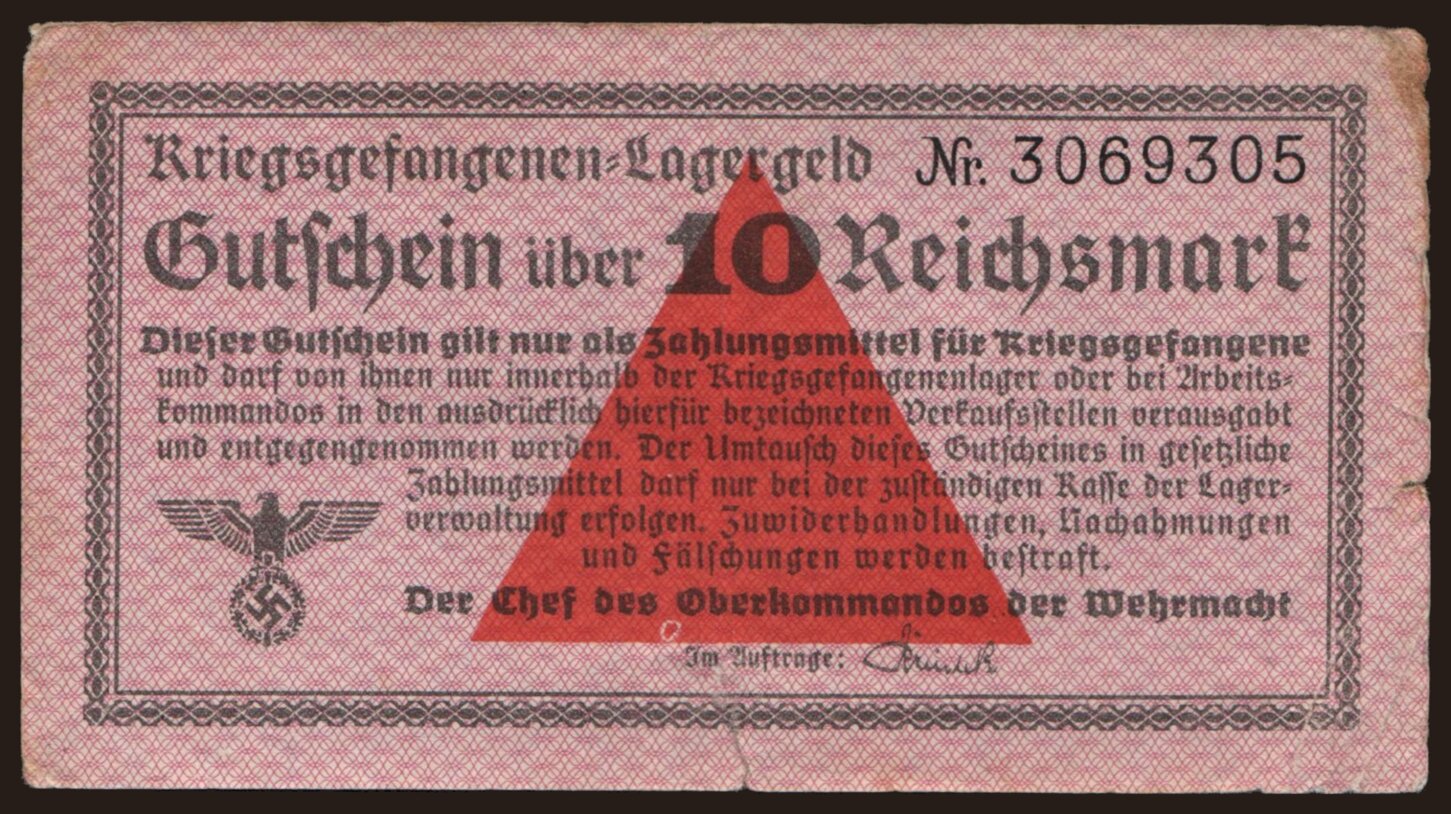 Kriegsgefangenen-Lagergeld Nr. 3069305
Gutschein über 10 Reichsmark
Dieser Gutschein gilt nur als Zahlungsmittel für Kriegsgefangene
und darf von ihnen nur innerhalb der Kriegsgefangenenlager oder bei Arbeits-
kommandos in den ausdrücklich hierfür bezeichneten Verkaufsstellen verausgabt
und entgegengenommen werden. Der Umtausch dieses Gutscheines in gesetzliche
Zahlungsmittel darf nur bei der zuständigen Kasse der Lager-
verwaltung erfolgen. Zuwiderhandlungen, Nachahmungen
und Fälschungen werden bestraft.
Der Chef des Oberkommandos der Wehrmacht
Im Auftrage: